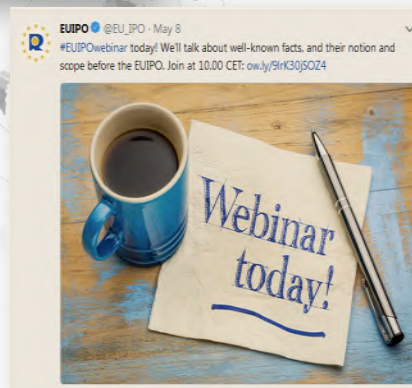 EUIPO @EU_IPO · May 8
#EUIPOwebinar today! We'll talk about well-known facts, and their notion and
scope before the EUIPO. Join at 10.00 CET: ow.ly/9lrK30jSOZ4
Webinar
today!